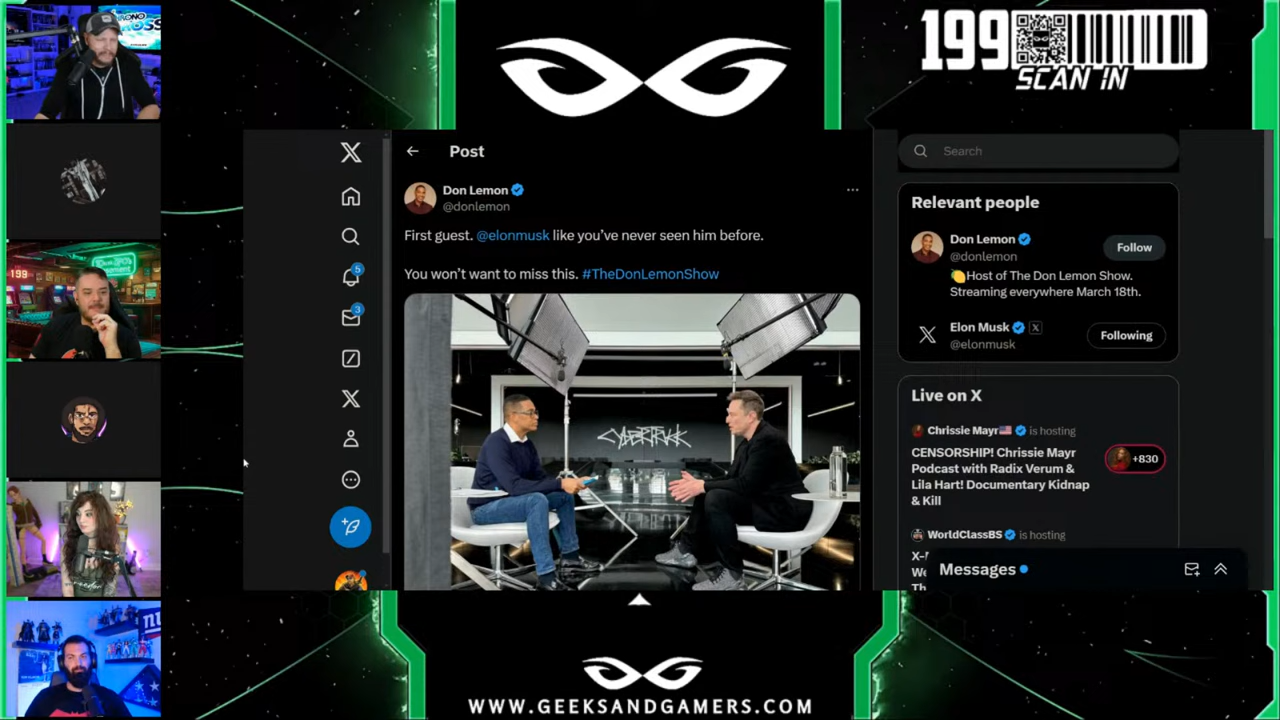 199
SCAN IN
Post
Search
Don Lemon
@donlemon
First guest. @elonmusk like you've never seen him before.
You won't want to miss this. #TheDonLemonShow
CYBERTRUCK
5
3
Relevant people
Don Lemon
@donlemon
Follow
🍋Host of The Don Lemon Show.
Streaming everywhere March 18th.
Elon Musk
@elonmusk
Following
Live on X
Chrissie Mayr🇺🇸 is hosting
CENSORSHIP! Chrissie Mayr
Podcast with Radix Verum &
Lila Hart! Documentary Kidnap
& Kill
+830
WorldClassBS is hosting
Messages
199
WWW.GEEKSANDGAMERS.COM